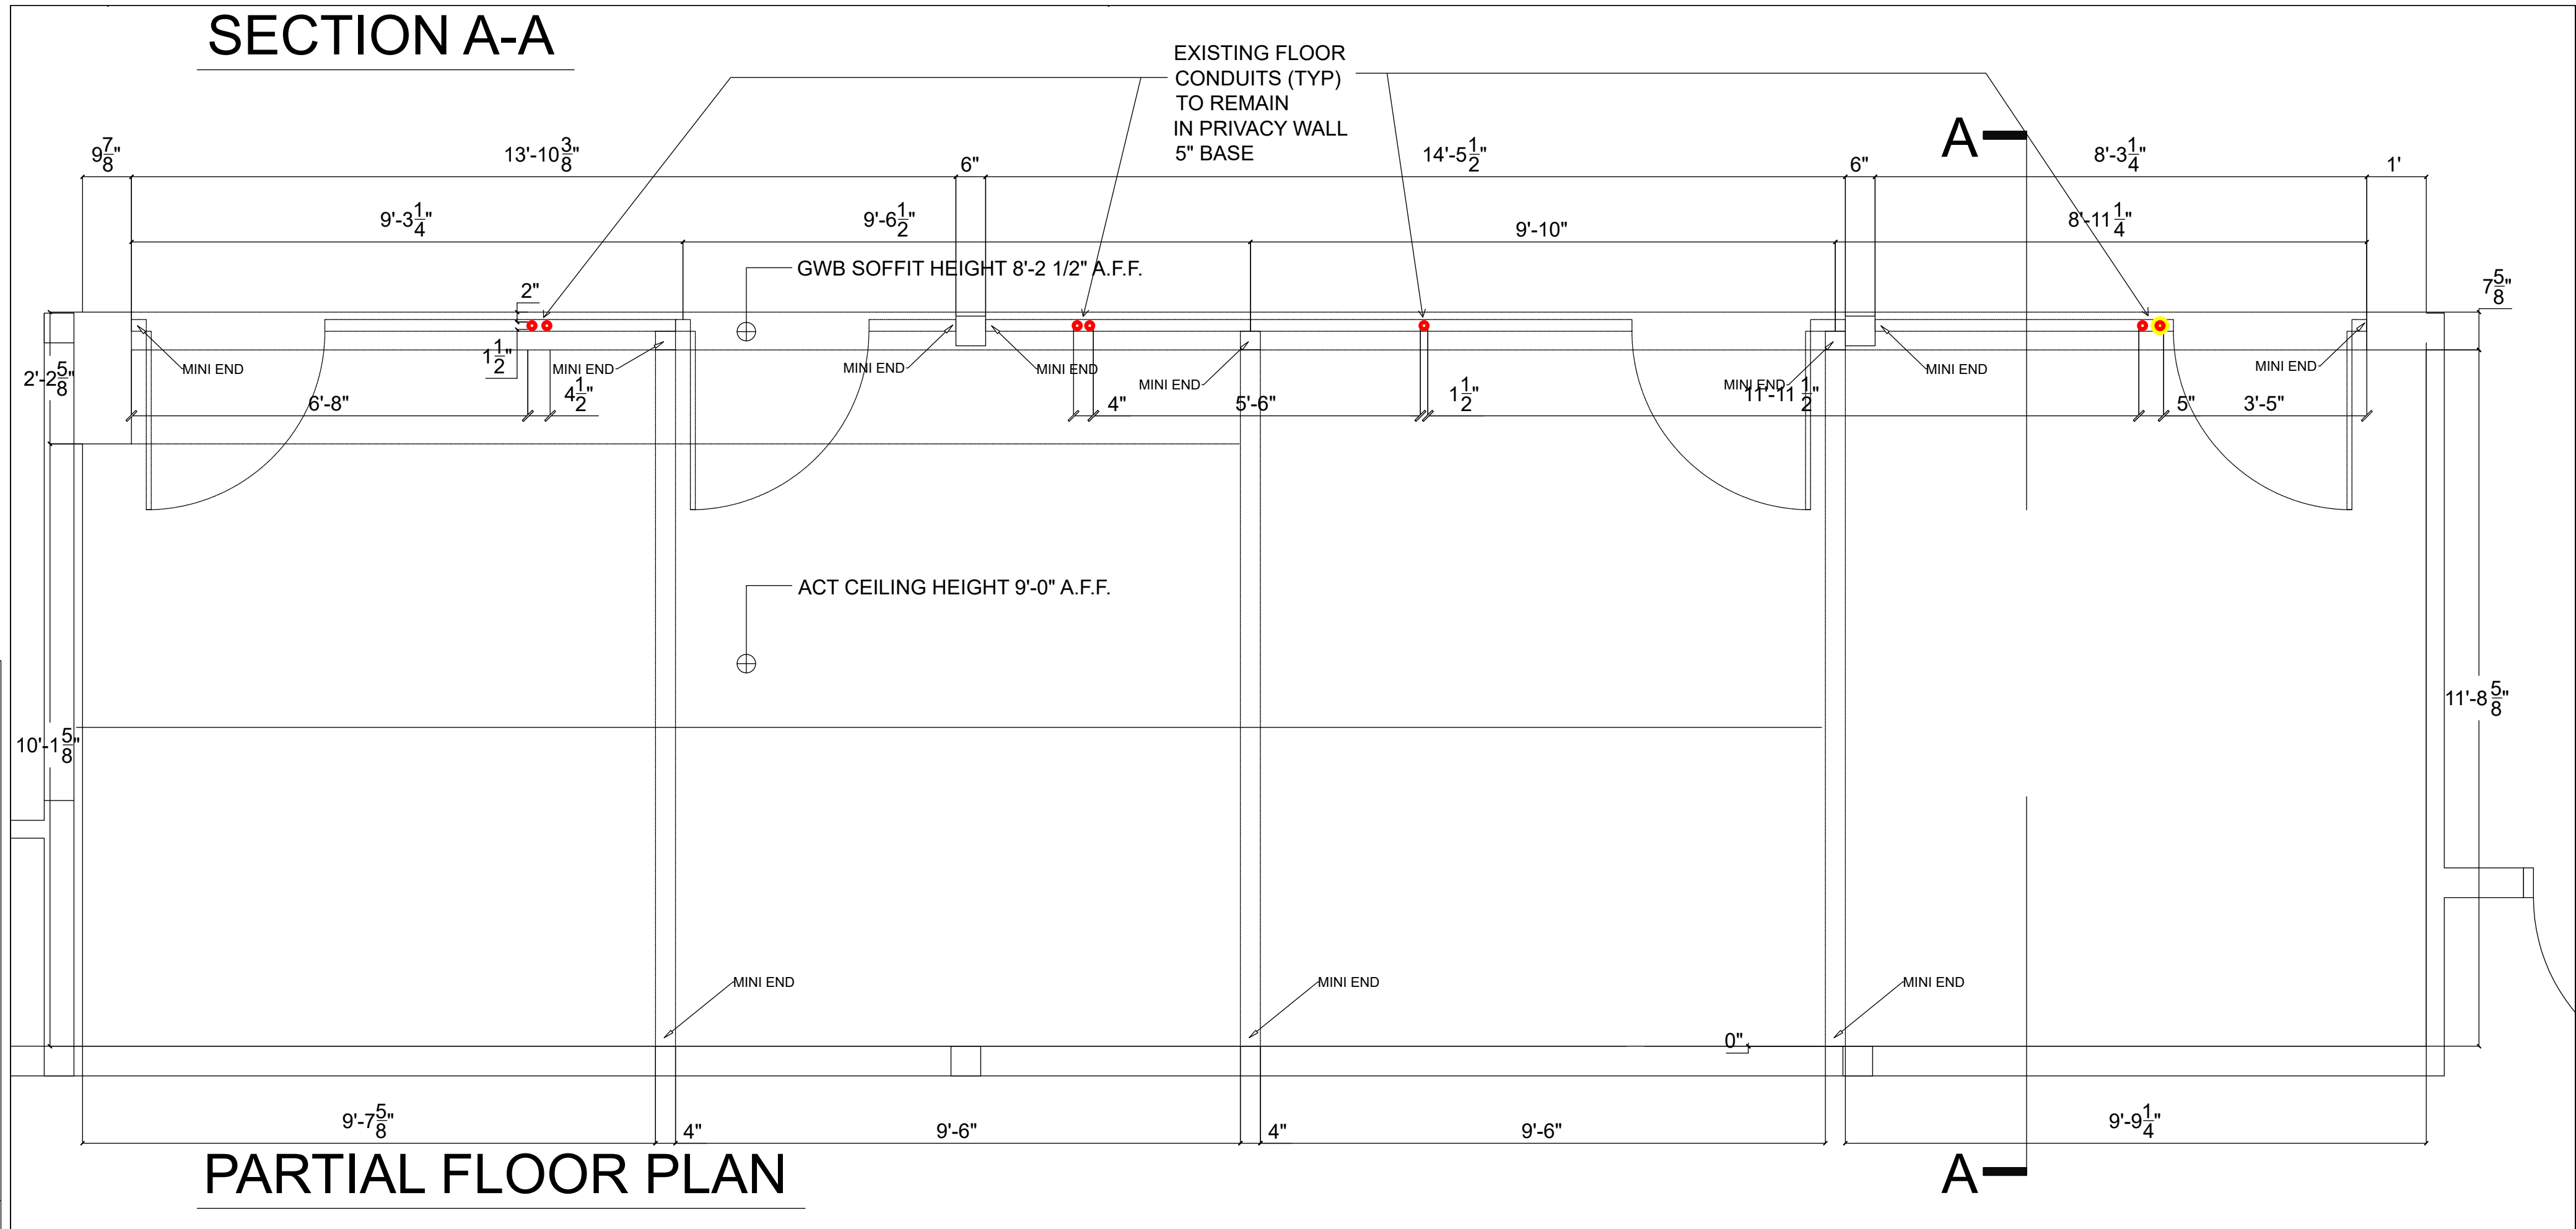 SECTION A-A
EXISTING FLOOR
CONDUITS (TYP)
TO REMAIN
IN PRIVACY WALL
5" BASE
A
9 7/8"
13'-10 3/8"
6"
14'-5 1/2"
6"
8'-3 1/4"
1'
9'-3 1/4"
9'-6 1/2"
9'-10"
8'-11 1/4"
GWB SOFFIT HEIGHT 8'-2 1/2" A.F.F.
2"
7 5/8"
1 1/2"
2'-2 5/8"
MINI END
MINI END
MINI END
MINI END
MINI END
MINI END
MINI END
MINI END
6'-8"
4 1/2"
4"
5'-6"
1 1/2"
11'-11 1/2"
5"
3'-5"
ACT CEILING HEIGHT 9'-0" A.F.F.
10'-1 5/8"
11'-8 5/8"
MINI END
MINI END
MINI END
0"
9'-7 5/8"
4"
9'-6"
4"
9'-6"
9'-9 1/4"
PARTIAL FLOOR PLAN
A